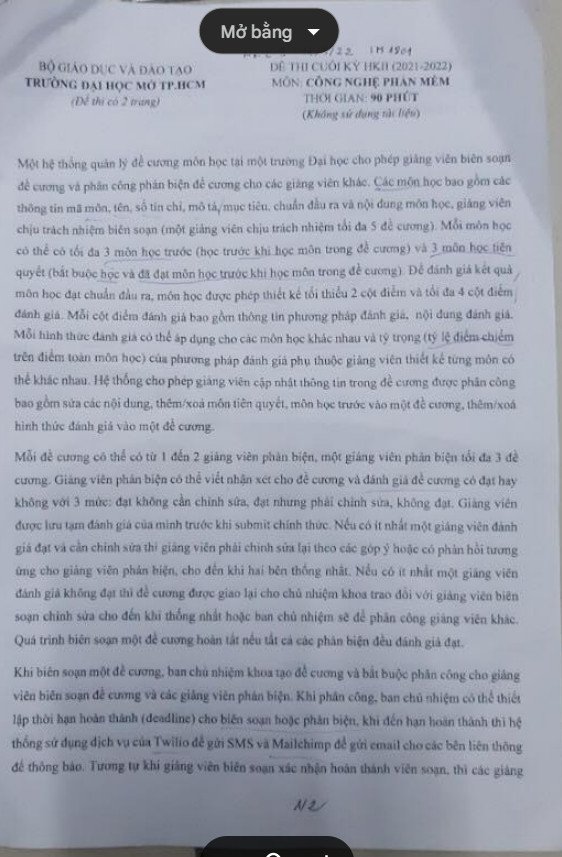 Mở bằng
/22 1M1801
BỘ GIÁO DỤC VÀ ĐÀO TẠO
ĐỀ THI CUỐI KỲ HKII (2021-2022)
TRƯỜNG ĐẠI HỌC MỞ TP.HCM
MÔN: CÔNG NGHỆ PHẦN MỀM
(Đề thi có 2 trang)
THỜI GIAN: 90 PHÚT
(Không sử dụng tài liệu)
Một hệ thống quản lý đề cương môn học tại một trường Đại học cho phép giảng viên biên soạn
đề cương và phân công phản biện đề cương cho các giảng viên khác. Các môn học bao gồm các
thông tin mã môn, tên, số tín chỉ, mô tả, mục tiêu, chuẩn đầu ra và nội dung môn học, giảng viên
chịu trách nhiệm biên soạn (một giảng viên chịu trách nhiệm tối đa 5 đề cương). Mỗi môn học
có thể có tối đa 3 môn học trước (học trước khi học môn trong đề cương) và 3 môn học tiên
quyết (bắt buộc học và đã đạt môn học trước khi học môn trong đề cương). Để đánh giá kết quả
môn học đạt chuẩn đầu ra, môn học được phép thiết kế tối thiểu 2 cột điểm và tối đa 4 cột điểm
đánh giá. Mỗi cột điểm đánh giá bao gồm thông tin phương pháp đánh giá, nội dung đánh giá.
Mỗi hình thức đánh giá có thể áp dụng cho các môn học khác nhau và tỷ trọng (tỷ lệ điểm chiếm
trên điểm toàn môn học) của phương pháp đánh giá phụ thuộc giảng viên thiết kế từng môn có
thể khác nhau. Hệ thống cho phép giảng viên cập nhật thông tin trong đề cương được phân công
bao gồm sửa các nội dung, thêm/xoá môn tiên quyết, môn học trước vào một đề cương, thêm/xoá
hình thức đánh giá vào một đề cương.
Mỗi đề cương có thể có từ 1 đến 2 giảng viên phản biện, một giảng viên phản biện tối đa 3 đề
cương. Giảng viên phản biện có thể viết nhận xét cho đề cương và đánh giá đề cương có đạt hay
không với 3 mức: đạt không cần chỉnh sửa, đạt nhưng phải chỉnh sửa, không đạt. Giảng viên
được lưu tạm đánh giá của mình trước khi submit chính thức. Nếu có ít nhất một giảng viên đánh
giá đạt và cần chỉnh sửa thì giảng viên phải chỉnh sửa lại theo các góp ý hoặc có phản hồi tương
ứng cho giảng viên phản biện, cho đến khi hai bên thống nhất. Nếu có ít nhất một giảng viên
đánh giá không đạt thì đề cương được giao lại cho chủ nhiệm khoa trao đổi với giảng viên biên
soạn chỉnh sửa cho đến khi thống nhất hoặc ban chủ nhiệm sẽ đề phân công giảng viên khác.
Quá trình biên soạn một đề cương hoàn tất nếu tất cả các phản biện đều đánh giá đạt.
Khi biên soạn một đề cương, ban chủ nhiệm khoa tạo đề cương và bắt buộc phân công cho giảng
viên biên soạn đề cương và các giảng viên phản biện. Khi phân công, ban chủ nhiệm có thể thiết
lập thời hạn hoàn thành (deadline) cho biên soạn hoặc phản biện, khi đến hạn hoàn thành thì hệ
thống sử dụng dịch vụ của Twilio để gửi SMS và Mailchimp để gửi email cho các bên liên thông
để thông báo. Tương tự khi giảng viên biên soạn xác nhận hoàn thành viên soạn, thì các giảng
N2